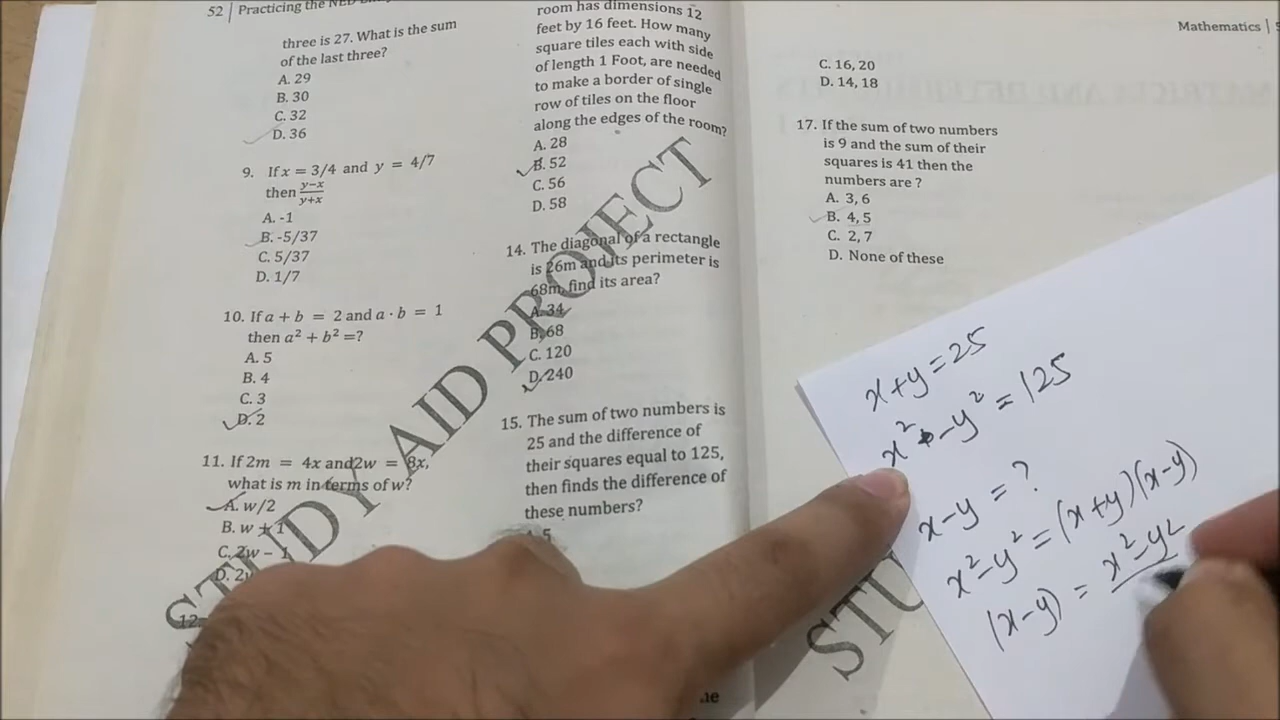 52 | Practicing the NED
three is 27. What is the sum
of the last three?
A. 29
B. 30
C. 32
D. 36
9. If x = 3/4 and y = 4/7
then y−x/y+x
A. -1
B. -5/37
C. 5/37
D. 1/7
10. If a + b = 2 and a · b = 1
then a² + b² =?
A. 5
B. 4
C. 3
D. 2
11. If 2m = 4x and2w = 8x,
what is m in terms of w?
A. w/2
B. w + 1
C. 2w − 1
12.
room has dimensions 12
feet by 16 feet. How many
square tiles each with side
of length 1 Foot, are needed
to make a border of single
row of tiles on the floor
along the edges of the room?
A. 28
B. 52
C. 56
D. 58
14. The diagonal of a rectangle
is 26m and its perimeter is
68m, find its area?
A. 34
B. 68
C. 120
D. 240
15. The sum of two numbers is
25 and the difference of
their squares equal to 125,
then finds the difference of
these numbers?
5
STUDY AID PROJECT
Mathematics |
C. 16, 20
D. 14, 18
17. If the sum of two numbers
is 9 and the sum of their
squares is 41 then the
numbers are ?
A. 3, 6
B. 4, 5
C. 2, 7
D. None of these
STU
x+y=25
x²-y²=125
x-y=?
x²-y²=(x+y)(x-y)
(x-y) = x²-y²